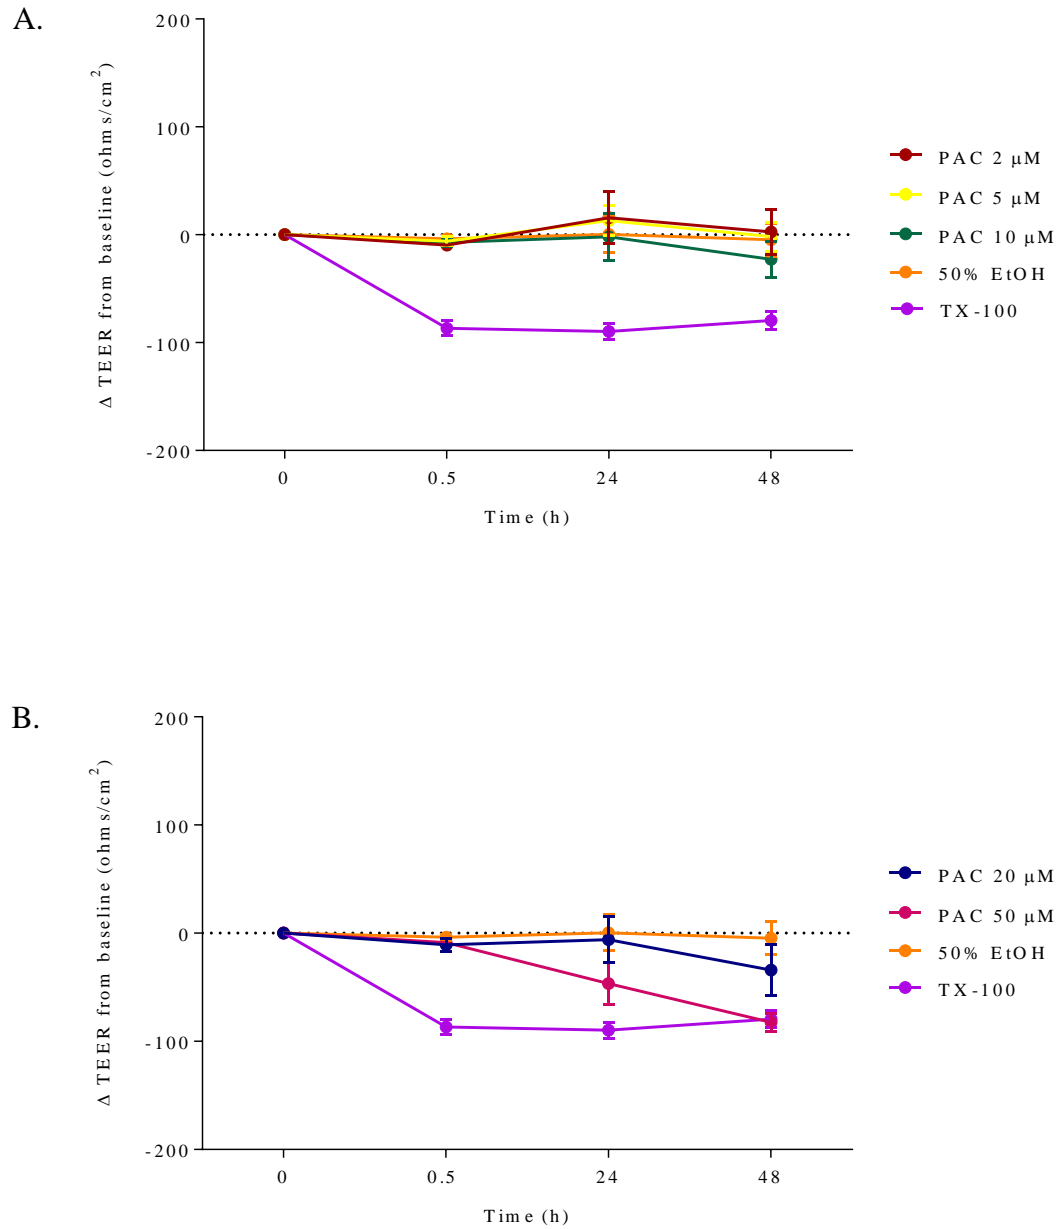 A.
200
100
0
-100
-200
Δ TEER from baseline (ohms/cm²)
0 0.5 24 48
Time (h)
PAC 2 µM
PAC 5 µM
PAC 10 µM
50% EtOH
TX-100
B.
200
100
0
-100
-200
Δ TEER from baseline (ohms/cm²)
0 0.5 24 48
Time (h)
PAC 20 µM
PAC 50 µM
50% EtOH
TX-100